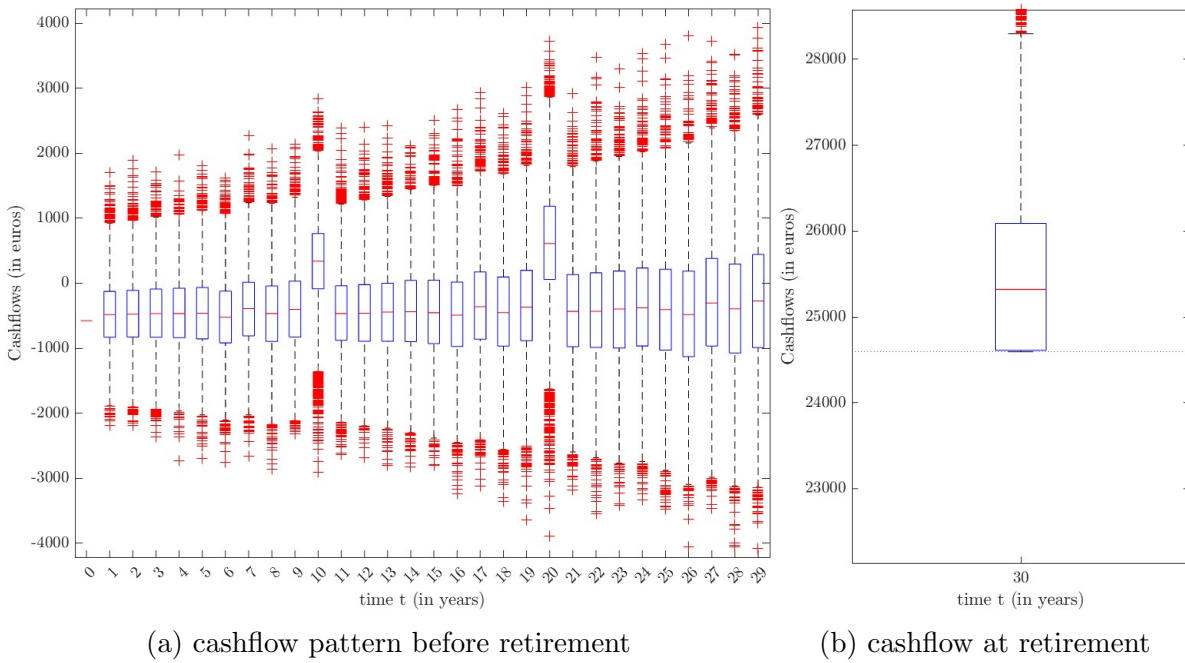 4000
3000
2000
1000
0
-1000
-2000
-3000
-4000
Cashflows (in euros)
0 1 2 3 4 5 6 7 8 9 10 11 12 13 14 15 16 17 18 19 20 21 22 23 24 25 26 27 28 29
time t (in years)
(a) cashflow pattern before retirement
28000
27000
26000
25000
24000
23000
Cashflows (in euros)
30
time t (in years)
(b) cashflow at retirement